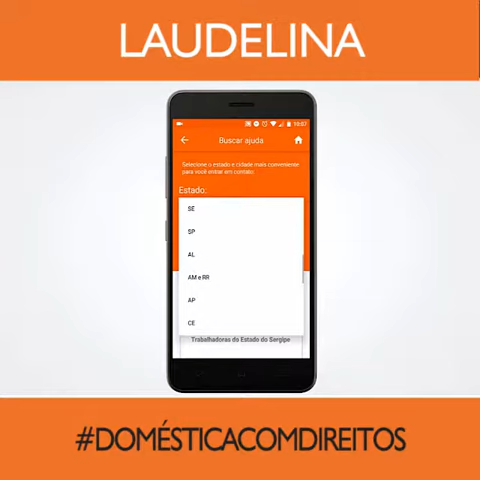 LAUDELINA
18:07
Buscar ajuda
Selecione o estado e cidade mais conveniente
para você entrar em contato:
Estado:
SE
SP
AL
AM e RR
AP
CE
Trabalhadoras do Estado do Sergipe
#DOMÉSTICACOMDIREITOS